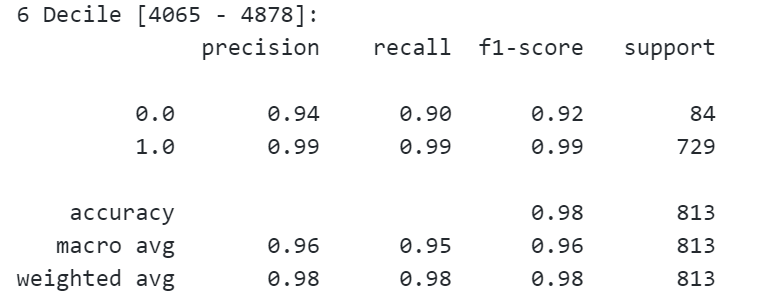 6 Decile [4065 - 4878]:
precision recall f1-score support
0.0 0.94 0.90 0.92 84
1.0 0.99 0.99 0.99 729
accuracy 0.98 813
macro avg 0.96 0.95 0.96 813
weighted avg 0.98 0.98 0.98 813